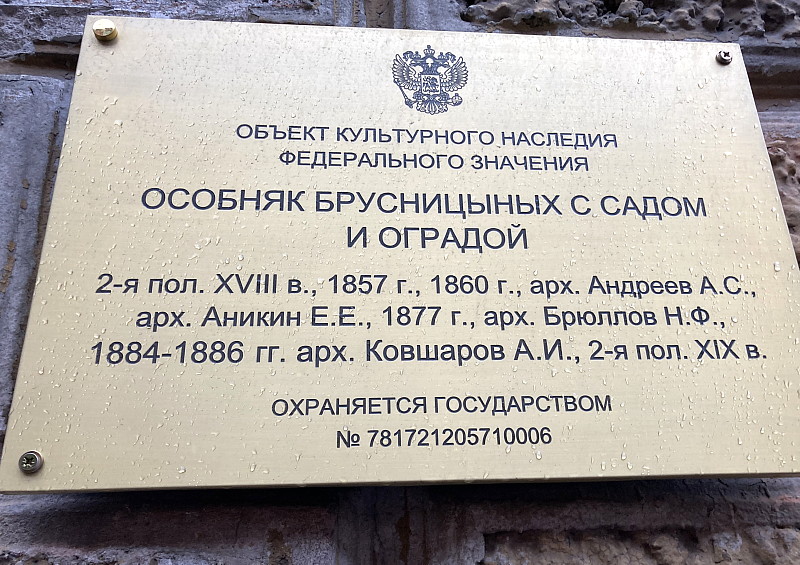 ОБЪЕКТ КУЛЬТУРНОГО НАСЛЕДИЯ
ФЕДЕРАЛЬНОГО ЗНАЧЕНИЯ
ОСОБНЯК БРУСНИЦЫНЫХ С САДОМ
И ОГРАДОЙ
2-я пол. XVIII в., 1857 г., 1860 г., арх. Андреев А.С.,
арх. Аникин Е.Е., 1877 г., арх. Брюллов Н.Ф.,
1884-1886 гг. арх. Ковшаров А.И., 2-я пол. XIX в.
ОХРАНЯЕТСЯ ГОСУДАРСТВОМ
№ 781721205710006